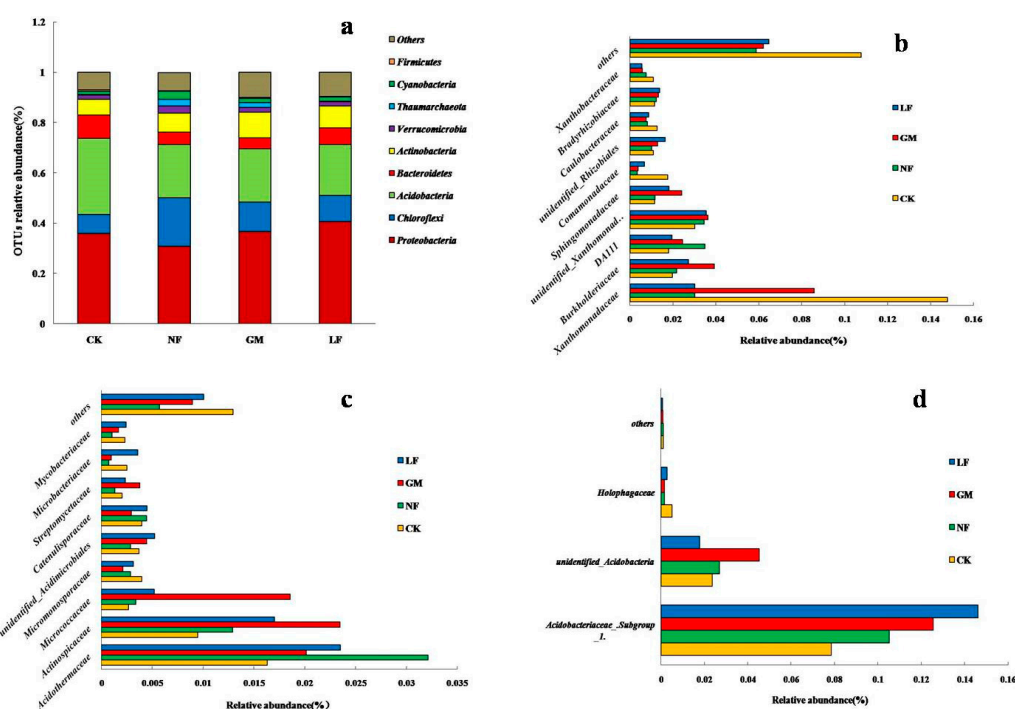 a
1.2
1
0.8
0.6
0.4
0.2
0
OTUs relative abundance(%)
CK NF GM LF
Others
Firmicutes
Cyanobacteria
Thaumarchaeota
Verrucomicrobia
Actinobacteria
Bacteroidetes
Acidobacteria
Chloroflexi
Proteobacteria
b
others
Xanthobacteraceae
Bradyrhizobiaceae
Caulobacteraceae
unidentified_Rhizobiales
Comamonadaceae
Sphingomonadaceae
unidentified_Xanthomonad..
DA111
Burkholderiaceae
Xanthomonadaceae
0 0.02 0.04 0.06 0.08 0.1 0.12 0.14 0.16
Relative abundance(%)
LF
GM
NF
CK
c
others
Mycobacteriaceae
Microbacteriaceae
Streptomycetaceae
Catenulisporaceae
unidentified_Acidimicrobiales
Micromonosporaceae
Micrococcaceae
Actinospicaceae
Acidothermaceae
0 0.005 0.01 0.015 0.02 0.025 0.03 0.035
Relative abundance(%)
LF
GM
NF
CK
d
others
Holophagaceae
unidentified_Acidobacteria
Acidobacteriaceae_.Subgroup
_1.
0 0.02 0.04 0.06 0.08 0.1 0.12 0.14 0.16
Relative abundance(%)
LF
GM
NF
CK